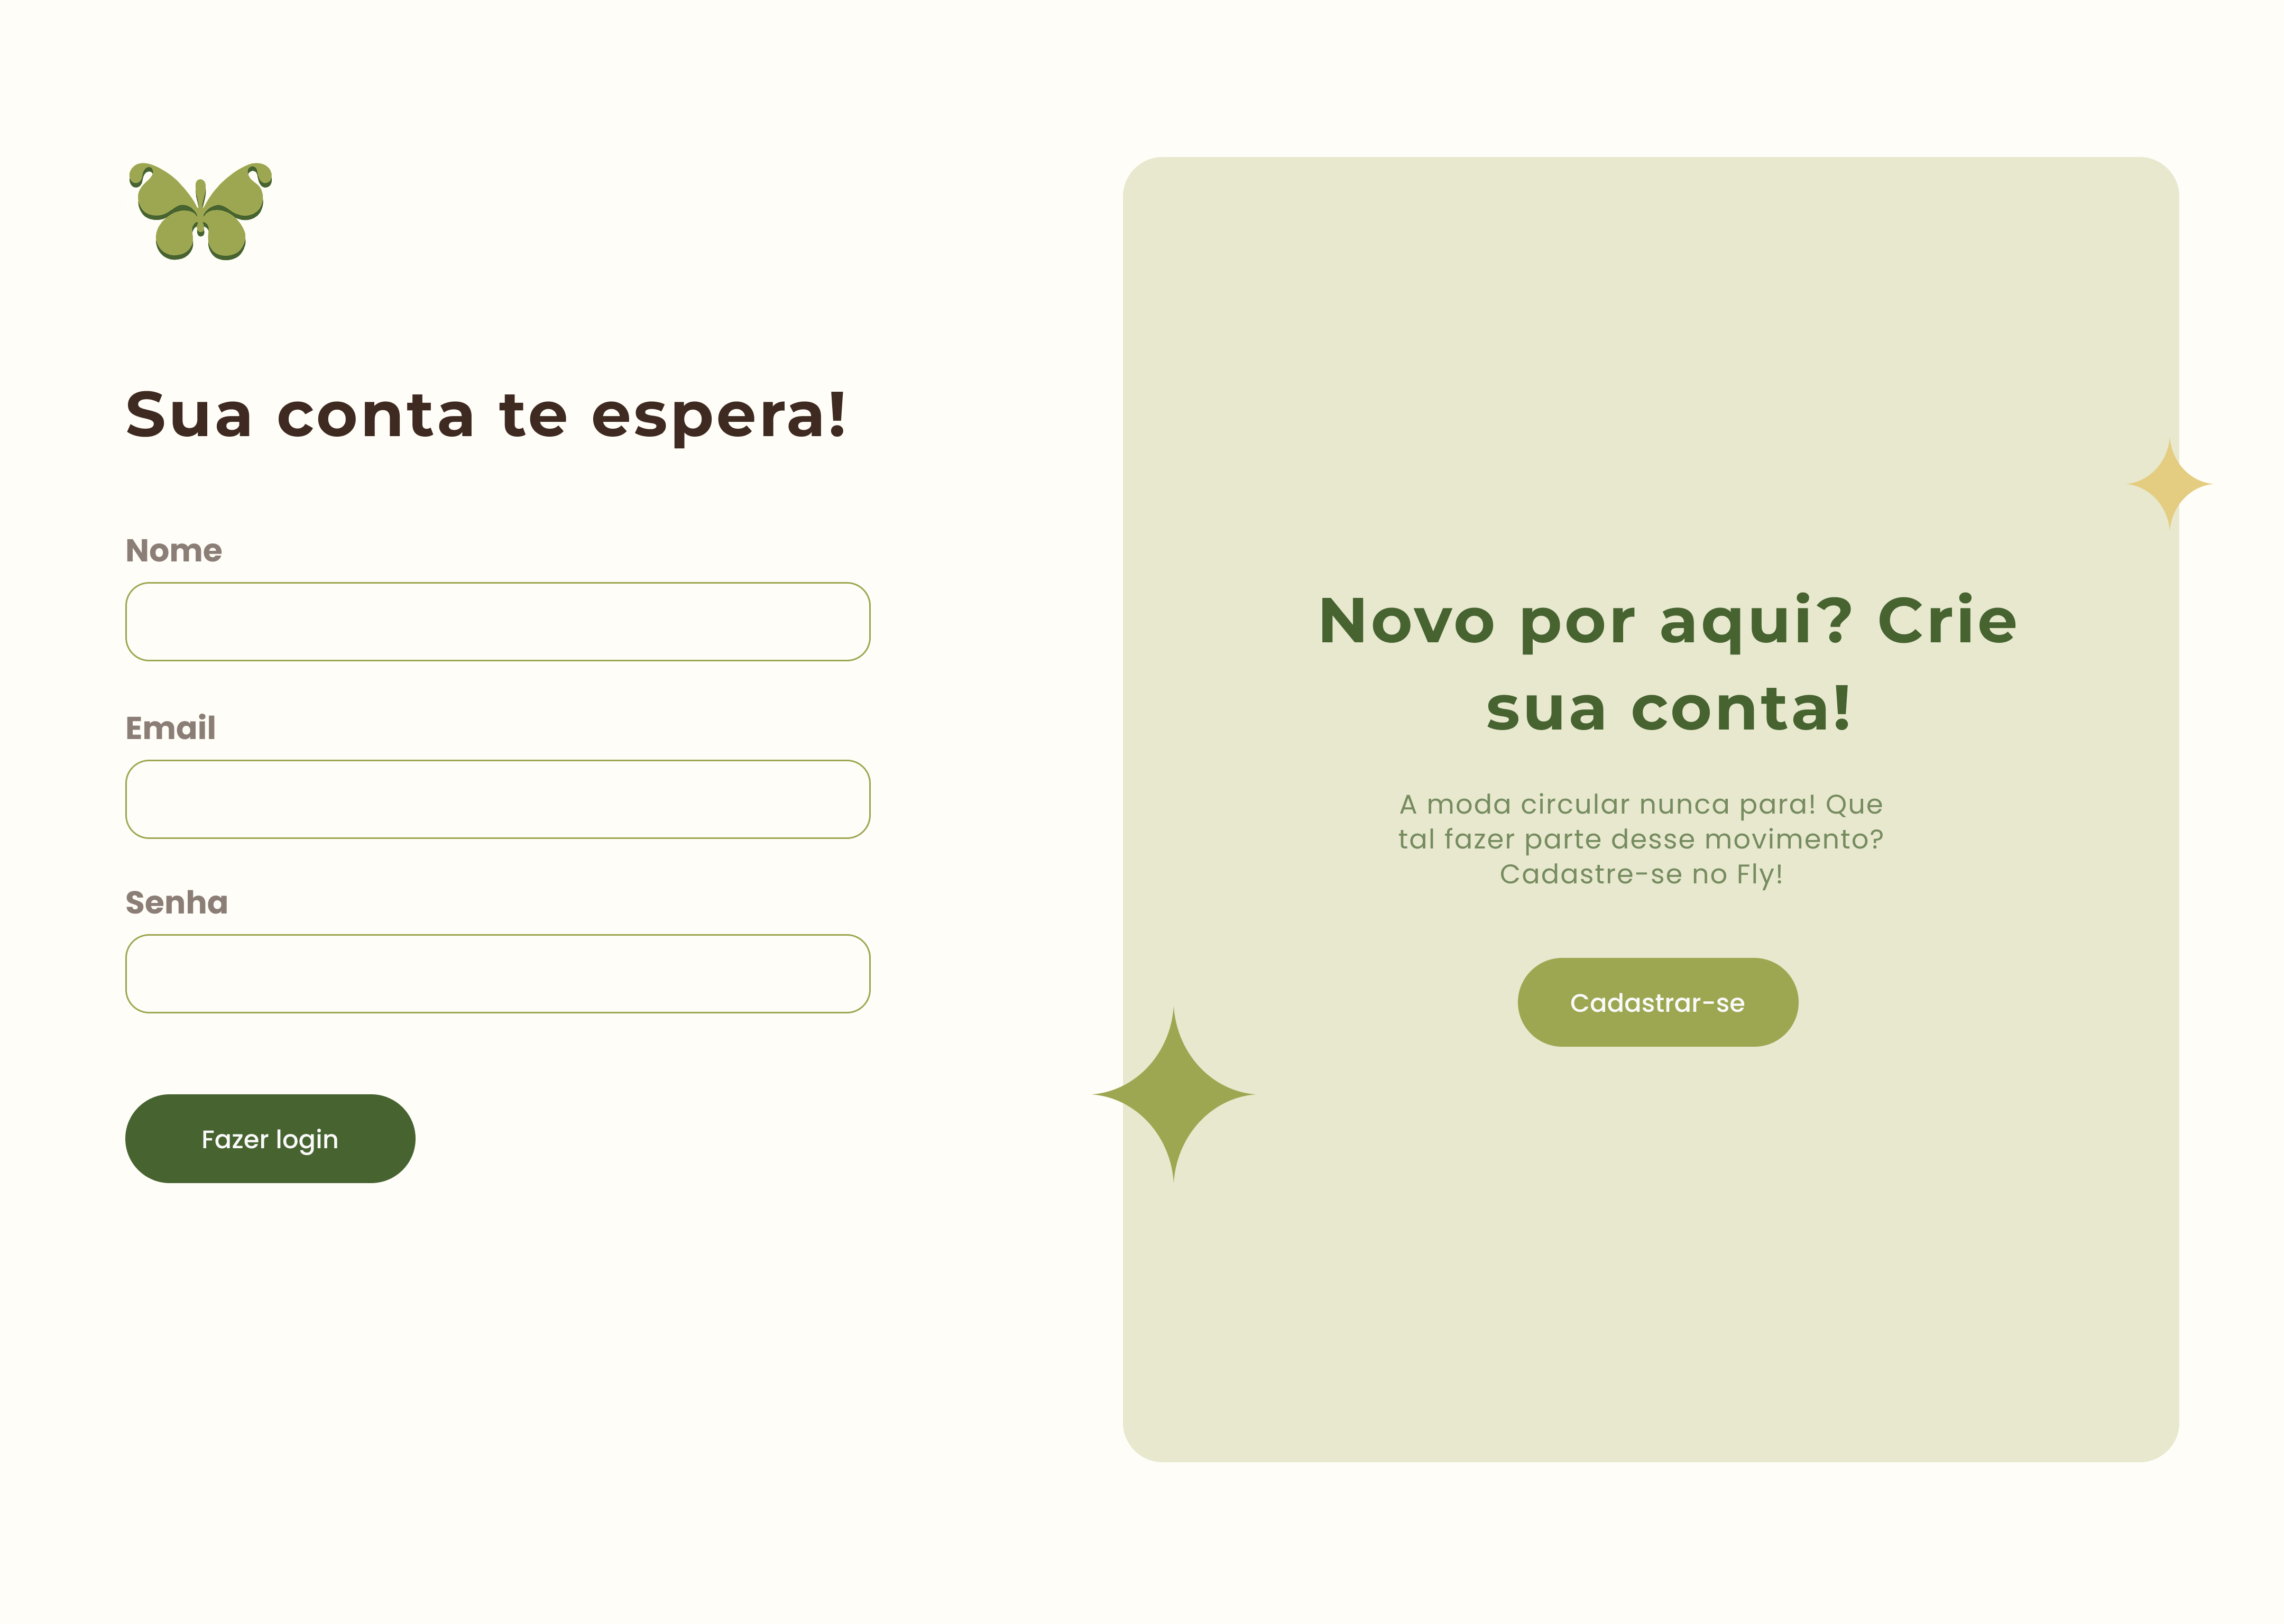 Sua conta te espera!
Nome
Email
Senha
Fazer login
Novo por aqui? Crie
sua conta!
A moda circular nunca para! Que
tal fazer parte desse movimento?
Cadastre-se no Fly!
Cadastrar-se